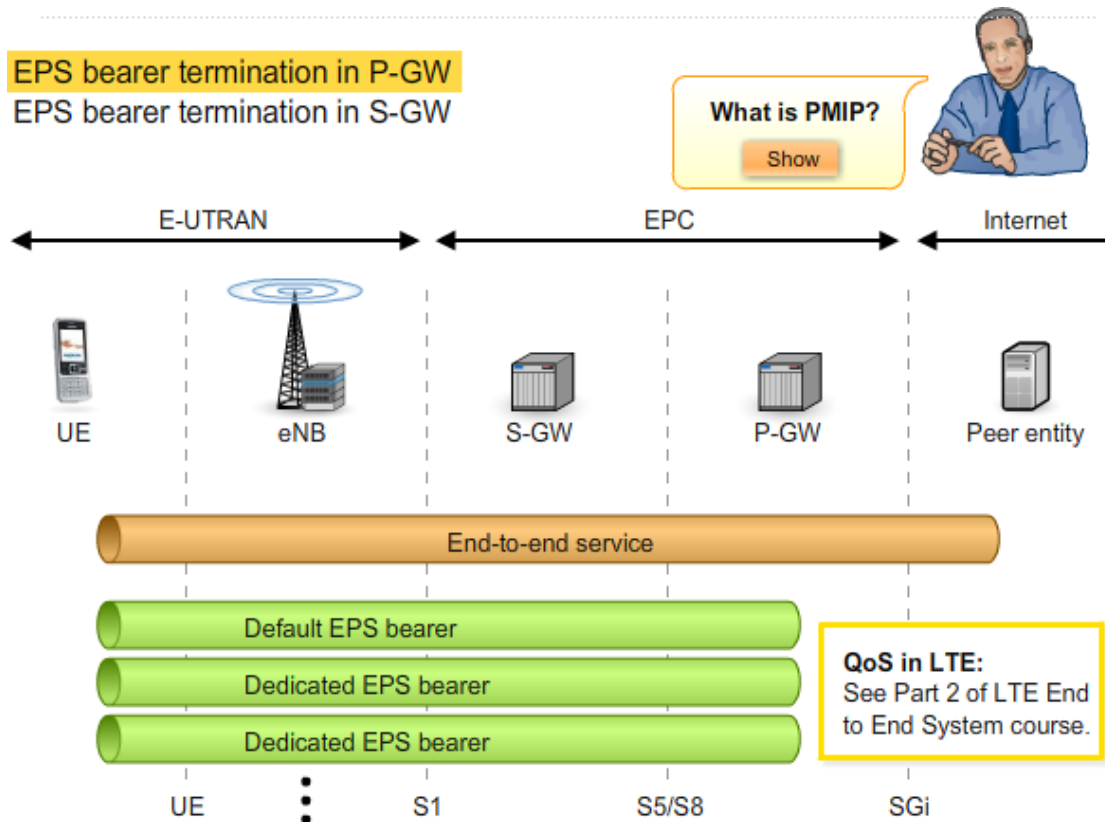 EPS bearer termination in P-GW
EPS bearer termination in S-GW
What is PMIP?
Show
E-UTRAN
EPC
Internet
UE
eNB
S-GW
P-GW
Peer entity
End-to-end service
Default EPS bearer
Dedicated EPS bearer
Dedicated EPS bearer
QoS in LTE:
See Part 2 of LTE End
to End System course.
UE
S1
S5/S8
SGi